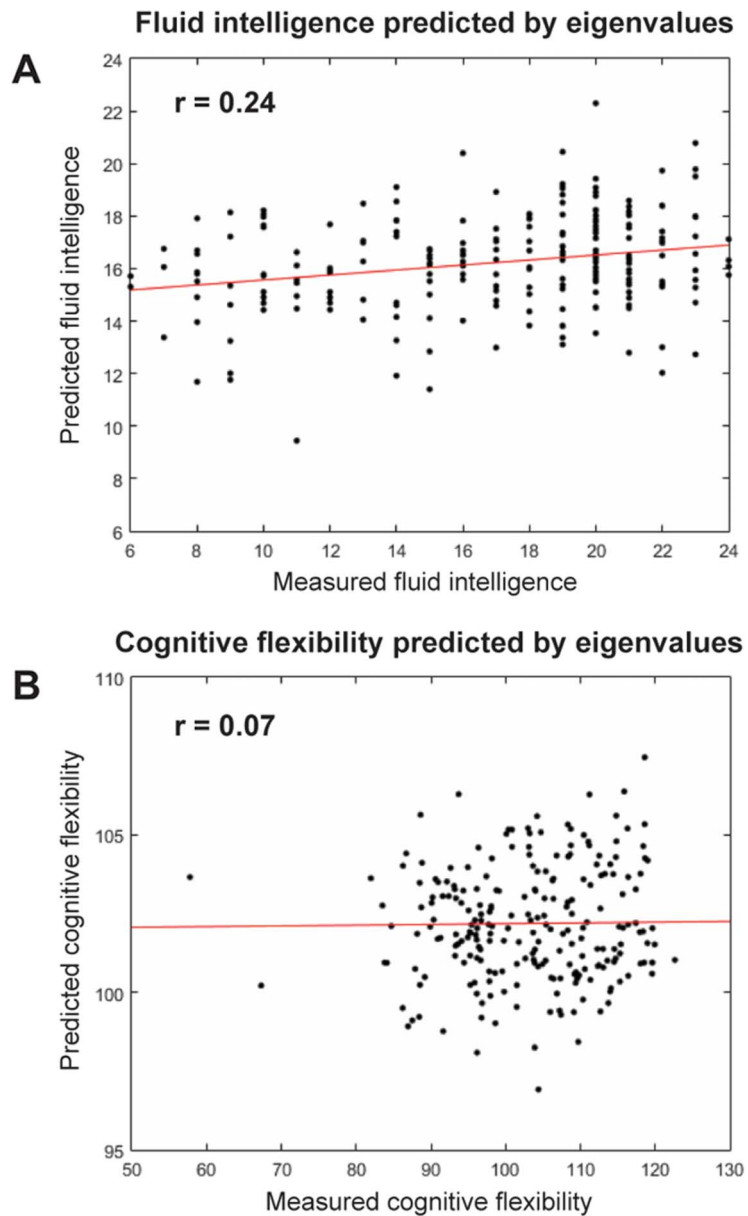 Fluid intelligence predicted by eigenvalues
A
r = 0.24
Predicted fluid intelligence
24
22
20
18
16
14
12
10
8
6
6 8 10 12 14 16 18 20 22 24
Measured fluid intelligence
Cognitive flexibility predicted by eigenvalues
B
r = 0.07
Predicted cognitive flexibility
110
105
100
95
50 60 70 80 90 100 110 120 130
Measured cognitive flexibility